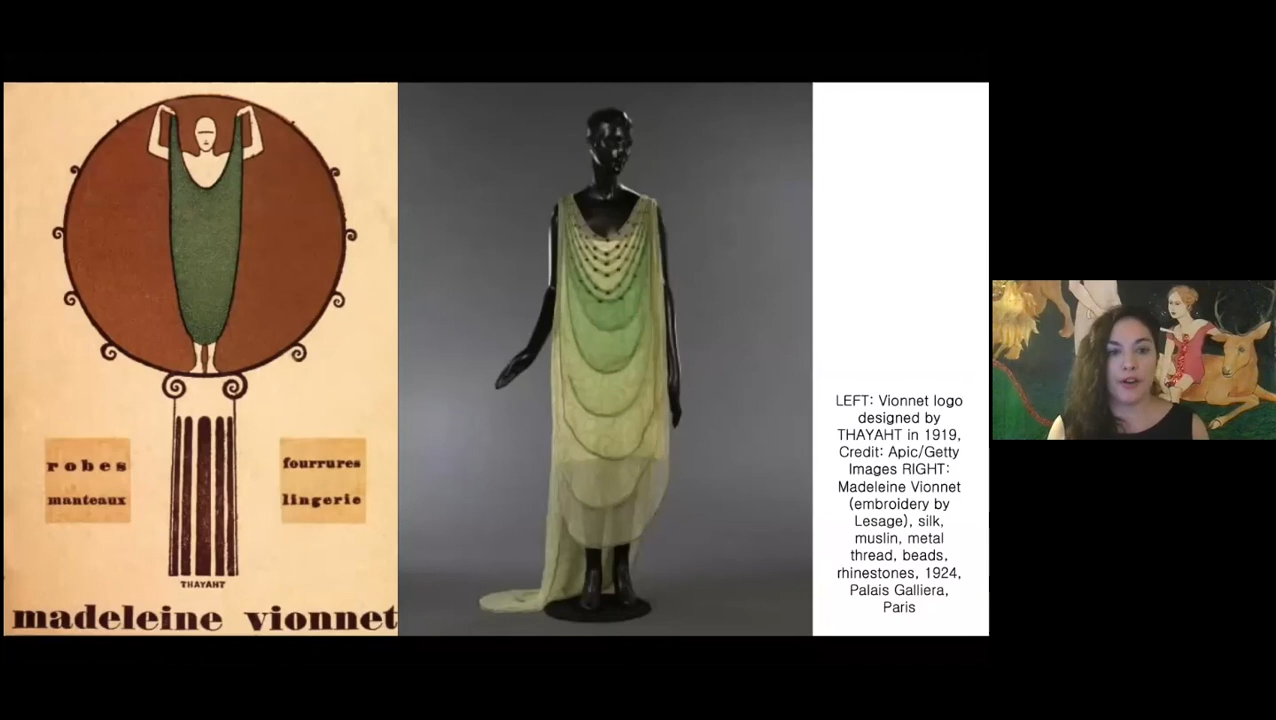 robes
manteaux
fourrures
lingerie
THAYAHT
madeleine vionnet
LEFT: Vionnet logo
designed by
THAYAHT in 1919,
Credit: Apic/Getty
Images RIGHT:
Madeleine Vionnet
(embroidery by
Lesage), silk,
muslin, metal
thread, beads,
rhinestones, 1924,
Palais Galliera,
Paris